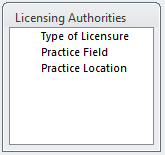 Licensing Authorities
Type of Licensure
Practice Field
Practice Location